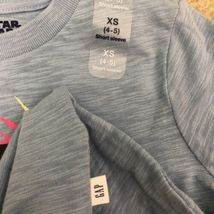 STAR
XS
(4-5)
Short sleeve
XS
(4-5)
Short sleeve
GAP